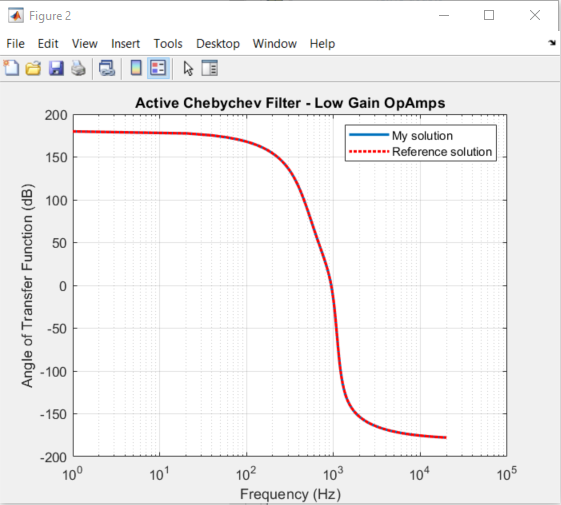 Figure 2
File Edit View Insert Tools Desktop Window Help
Active Chebychev Filter - Low Gain OpAmps
My solution
Reference solution
Angle of Transfer Function (dB)
200
150
100
50
0
-50
-100
-150
-200
10^0 10^1 10^2 10^3 10^4 10^5
Frequency (Hz)